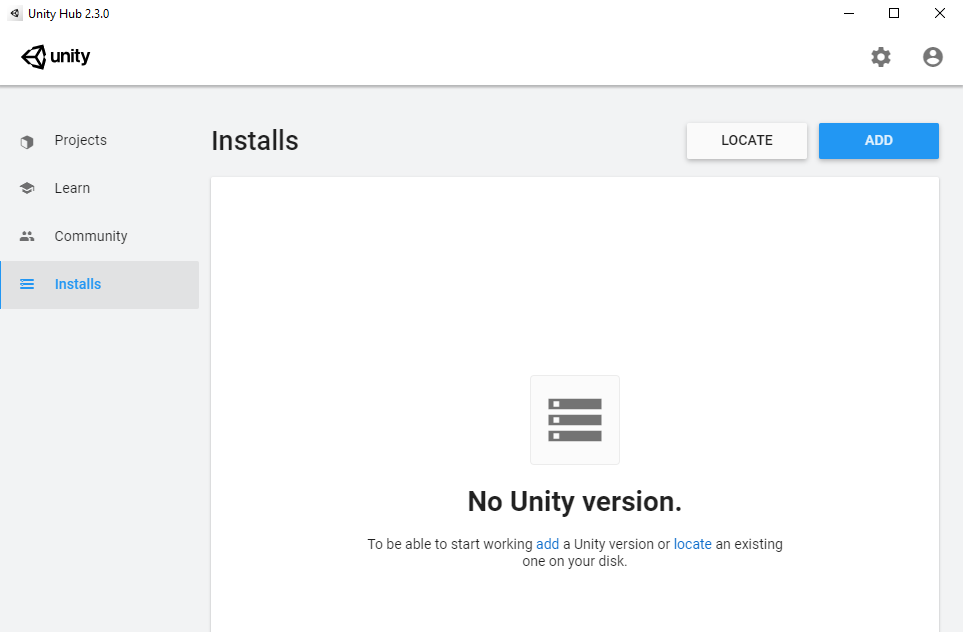 Unity Hub 2.3.0
unity
Projects
Learn
Community
Installs
Installs
LOCATE
ADD
No Unity version.
To be able to start working add a Unity version or locate an existing
one on your disk.